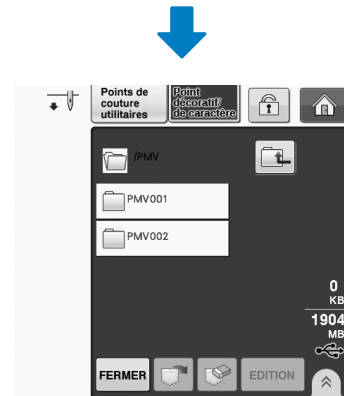 Points de
couture
utilitaires
Point
décoratif/
de caractère
/PMV
PMV001
PMV002
0
KB
1904
MB
FERMER
EDITION